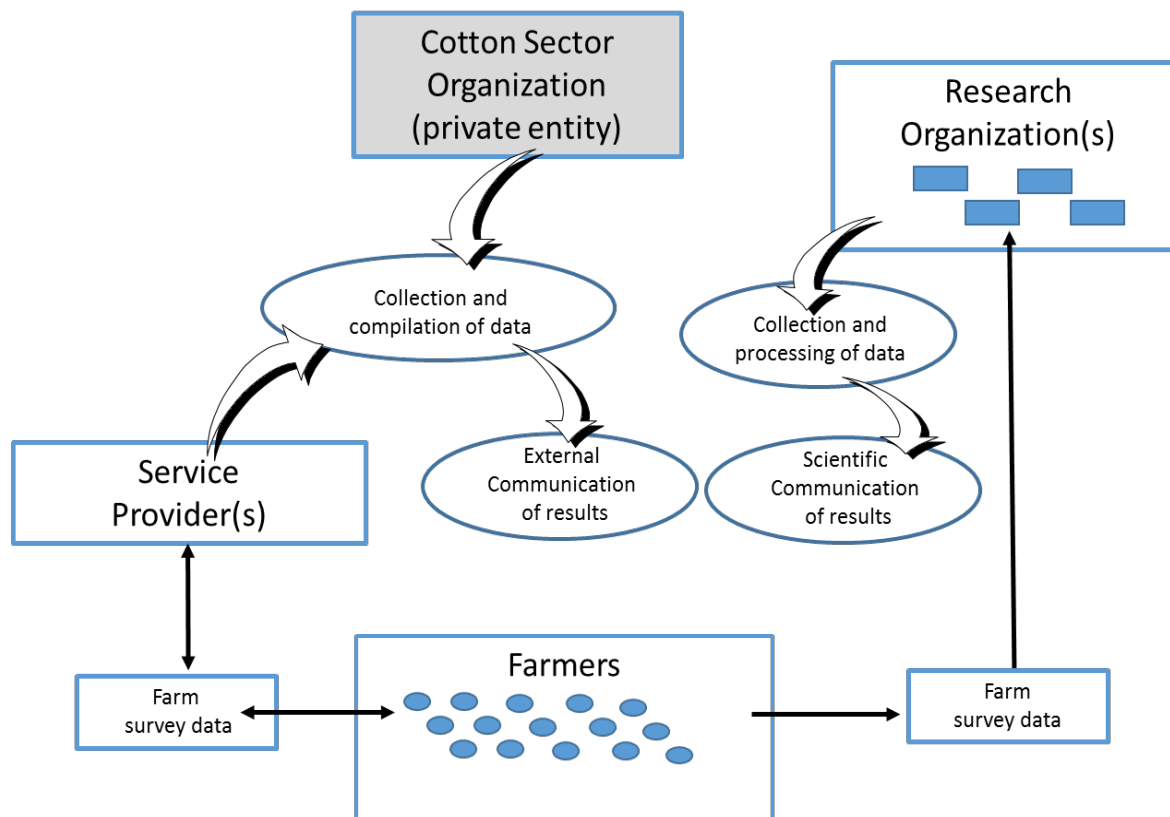 Cotton Sector
Organization
(private entity)
Research
Organization(s)
Collection and
compilation of data
Collection and
processing of data
Service
Provider(s)
External
Communication
of results
Scientific
Communication
of results
Farm
survey data
Farmers
Farm
survey data